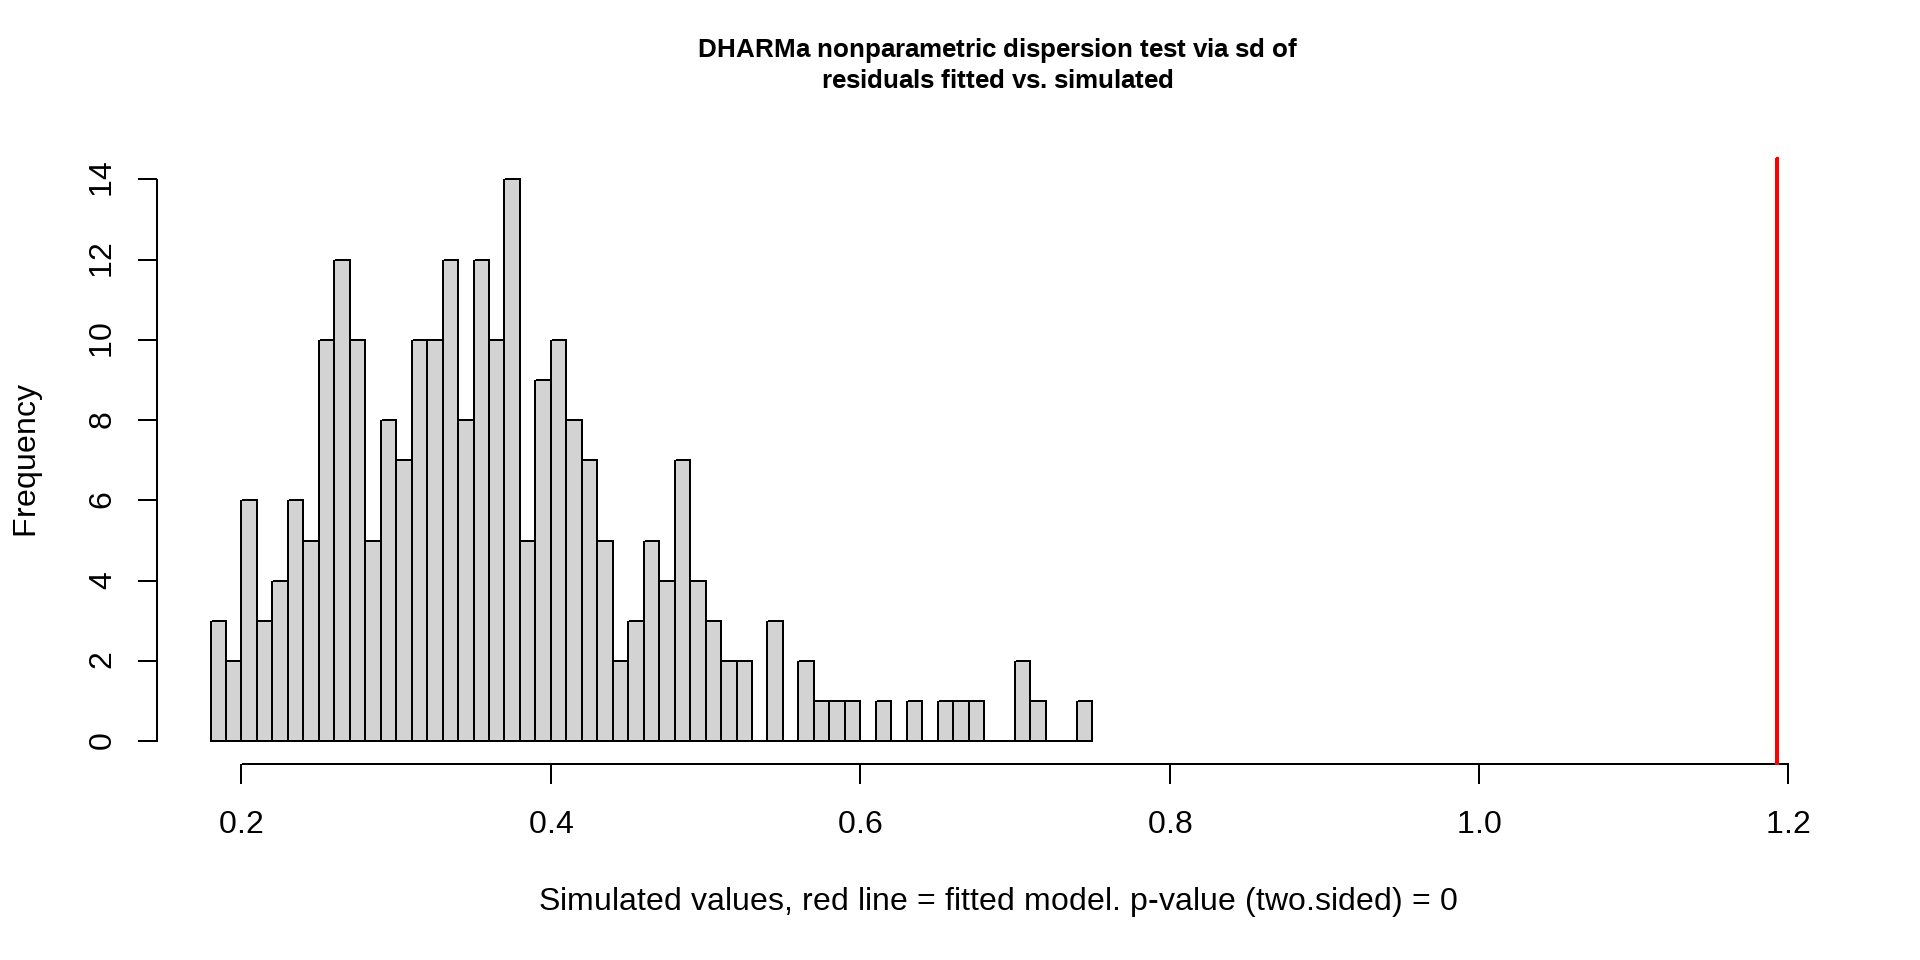 DHARMa nonparametric dispersion test via sd of
residuals fitted vs. simulated
Frequency
14
12
10
8
6
4
2
0
0.2 0.4 0.6 0.8 1.0 1.2
Simulated values, red line = fitted model. p-value (two.sided) = 0